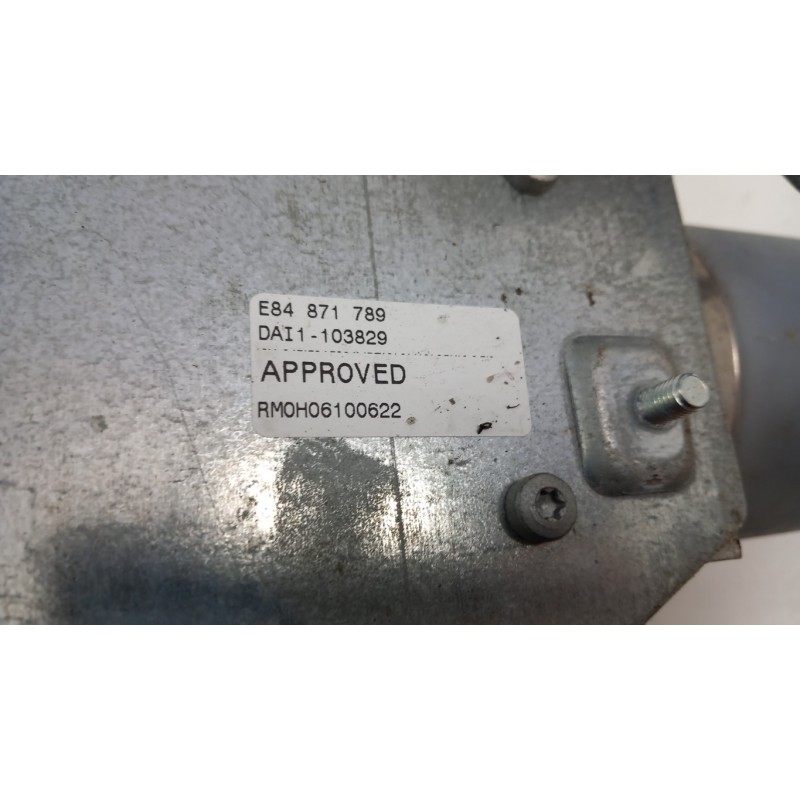 E84 871 789
DAI1-103829
APPROVED
RM0H06100622